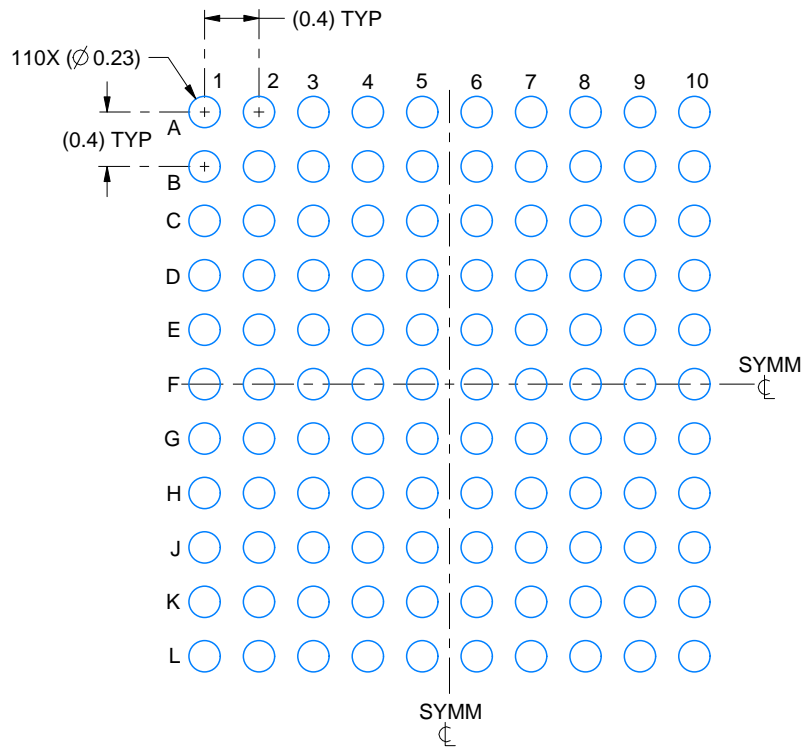 (0.4) TYP
110X (∅ 0.23)
1 2 3 4 5 6 7 8 9 10
A
(0.4) TYP
B
C
D
E
SYMM
℄
F
G
H
J
K
L
SYMM
℄